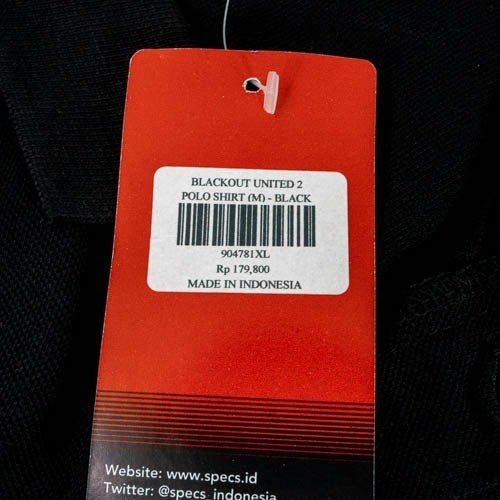 BLACKOUT UNITED 2
POLO SHIRT (M) - BLACK
904781XL
Rp 179,800
MADE IN INDONESIA
Website: www.specs.id
Twitter: @specs_indonesia